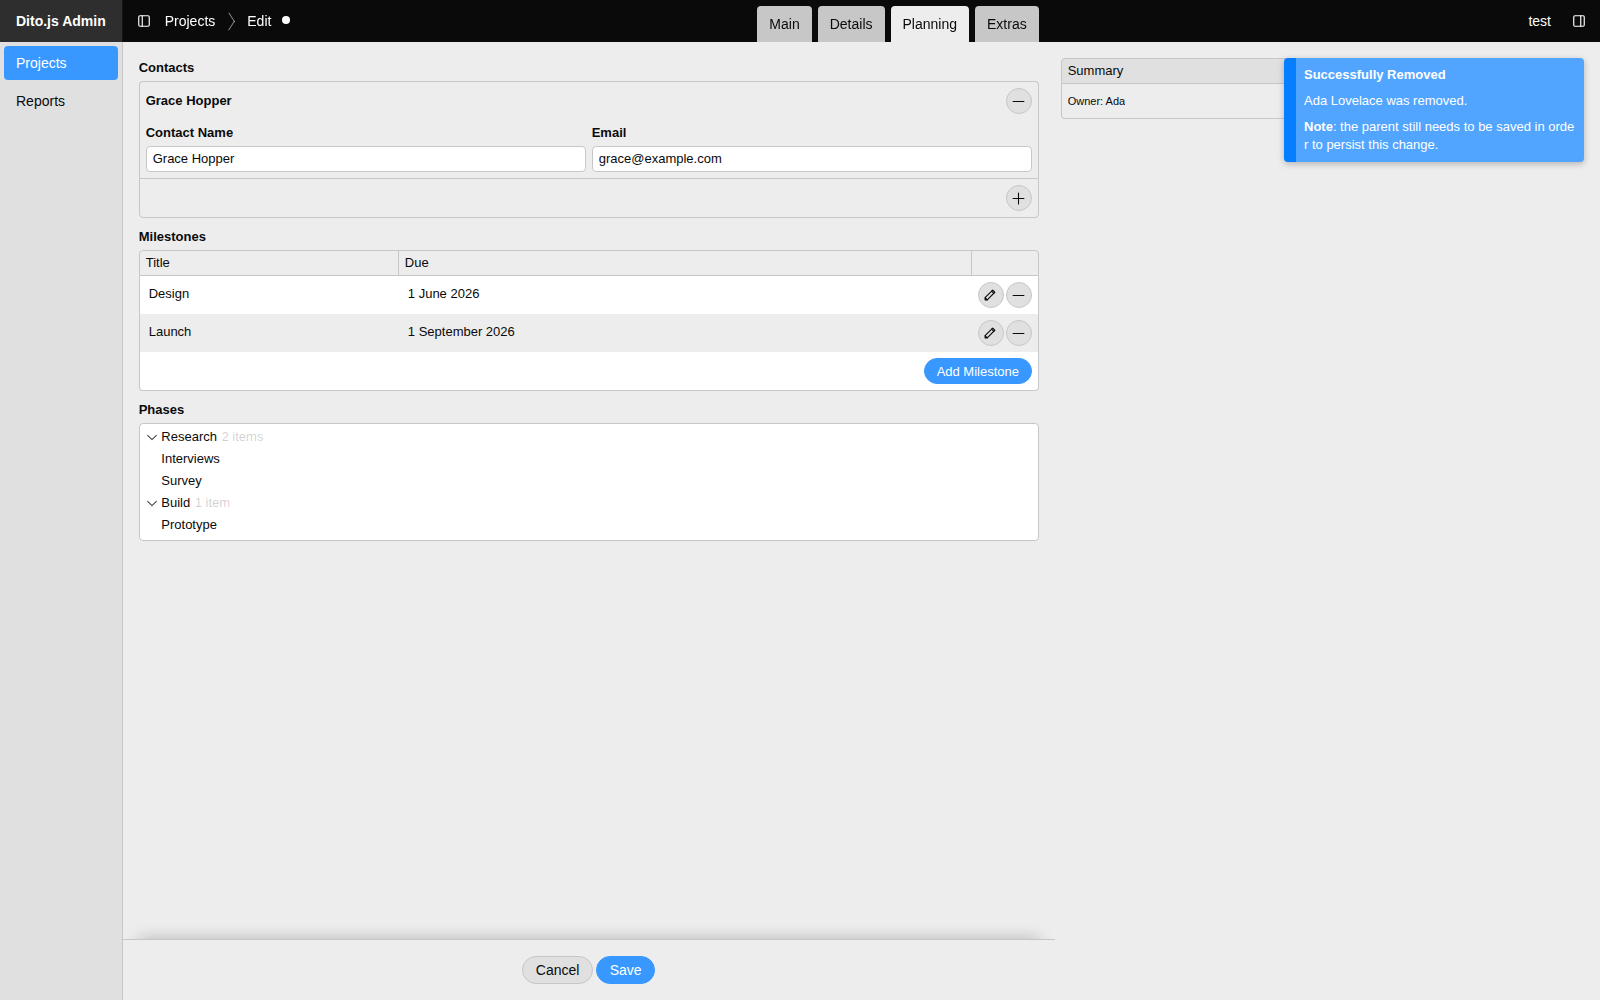 Dito.js Admin
Projects
Edit
Main
Details
Planning
Extras
test
Projects
Reports
Contacts
Grace Hopper
Contact Name
Email
Grace Hopper
grace@example.com
Milestones
Title
Due
Design
1 June 2026
Launch
1 September 2026
Add Milestone
Phases
Research 2 items
Interviews
Survey
Build 1 item
Prototype
Cancel
Save
Summary
Owner: Ada
Successfully Removed
Ada Lovelace was removed.
Note: the parent still needs to be saved in orde
r to persist this change.